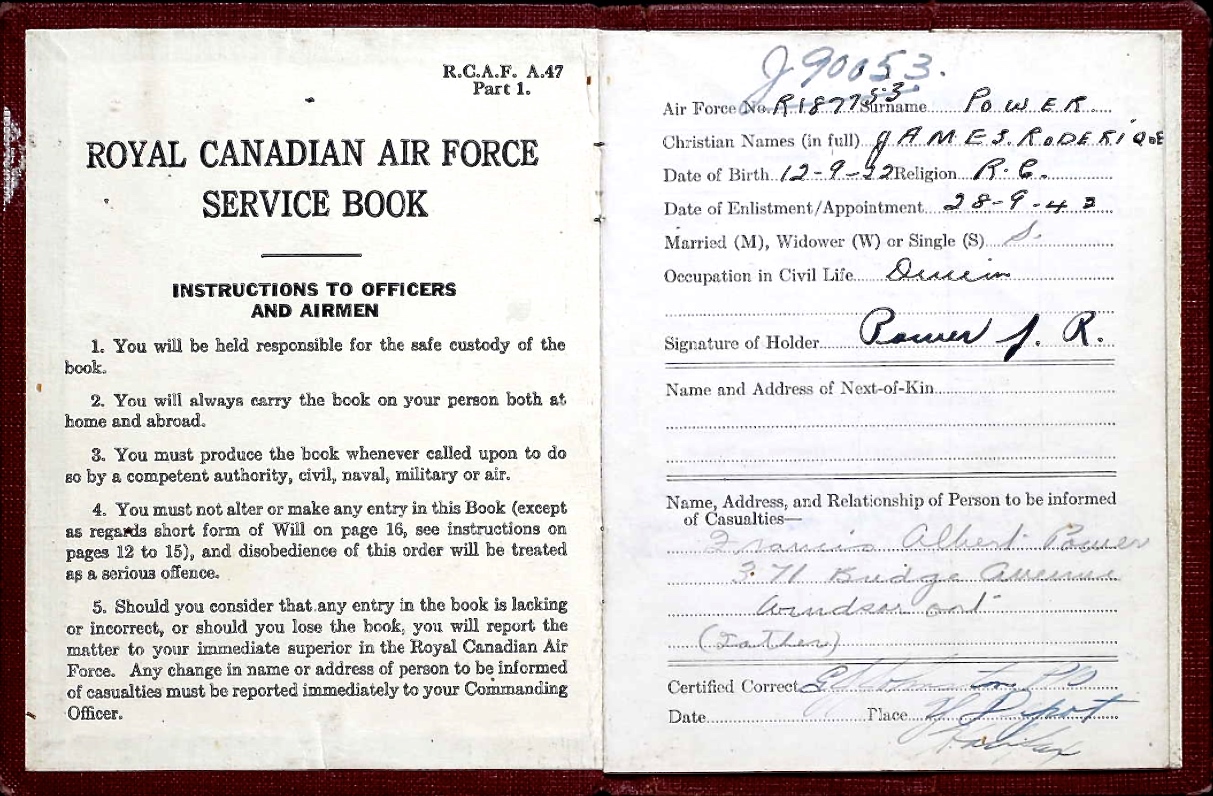 R.C.A.F. A.47
Part 1.
ROYAL CANADIAN AIR FORCE
SERVICE BOOK
INSTRUCTIONS TO OFFICERS
AND AIRMEN
1. You will be held responsible for the safe custody of the
book.
2. You will always carry the book on your person both at
home and abroad.
3. You must produce the book whenever called upon to do
so by a competent authority, civil, naval, military or air.
4. You must not alter or make any entry in this Book (except
as regards short form of Will on page 16, see instructions on
pages 12 to 15), and disobedience of this order will be treated
as a serious offence.
5. Should you consider that any entry in the book is lacking
or incorrect, or should you lose the book, you will report the
matter to your immediate superior in the Royal Canadian Air
Force. Any change in name or address of person to be informed
of casualties must be reported immediately to your Commanding
Officer.
J90053.
Air Force No. R187753 Surname POWER
Christian Names (in full) JAMES. RODERIQUE
Date of Birth 12-9-22 Religion R.C.
Date of Enlistment/Appointment 28-9-42
Married (M), Widower (W) or Single (S) S.
Occupation in Civil Life
Signature of Holder Power J. R.
Name and Address of Next-of-Kin
Name, Address, and Relationship of Person to be informed
of Casualties—
Francis Albert Power
371 Bridge Avenue
Windsor Ont
(Father)
Certified Correct Johnston
Date Place Y Depot
Halifax